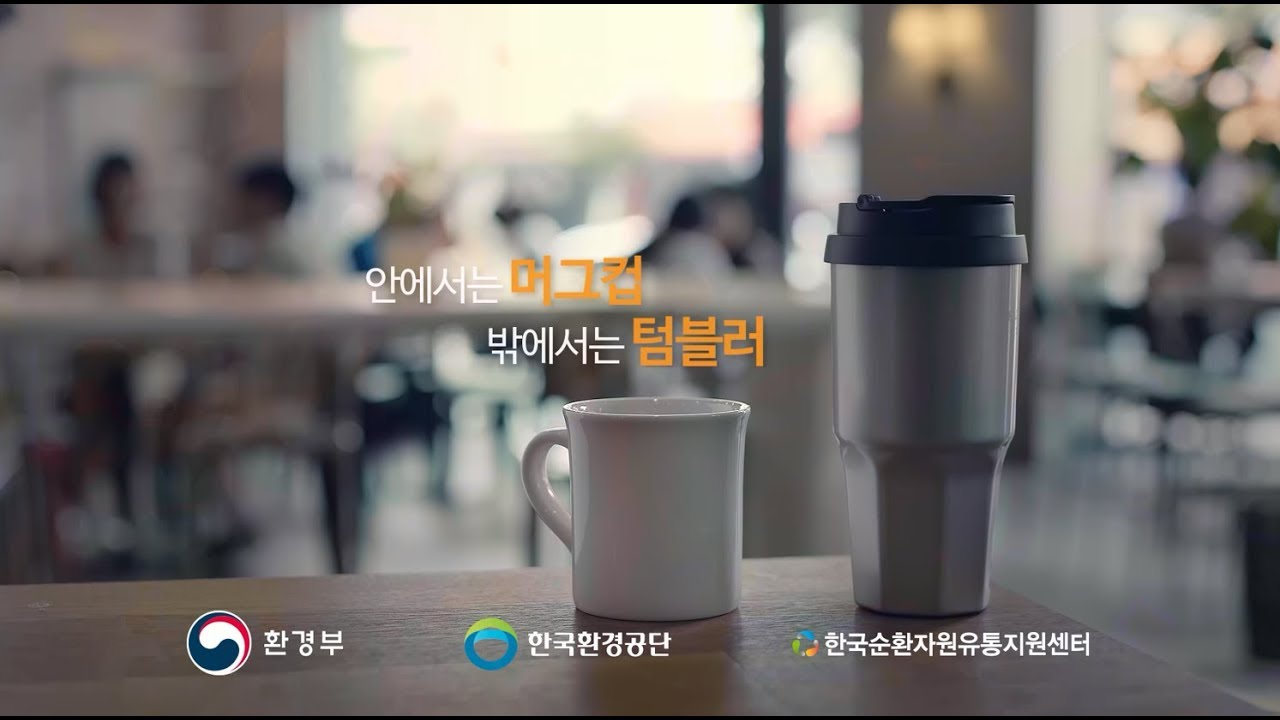 안에서는 머그컵
밖에서는 텀블러
환경부
한국환경공단
한국순환자원유통지원센터